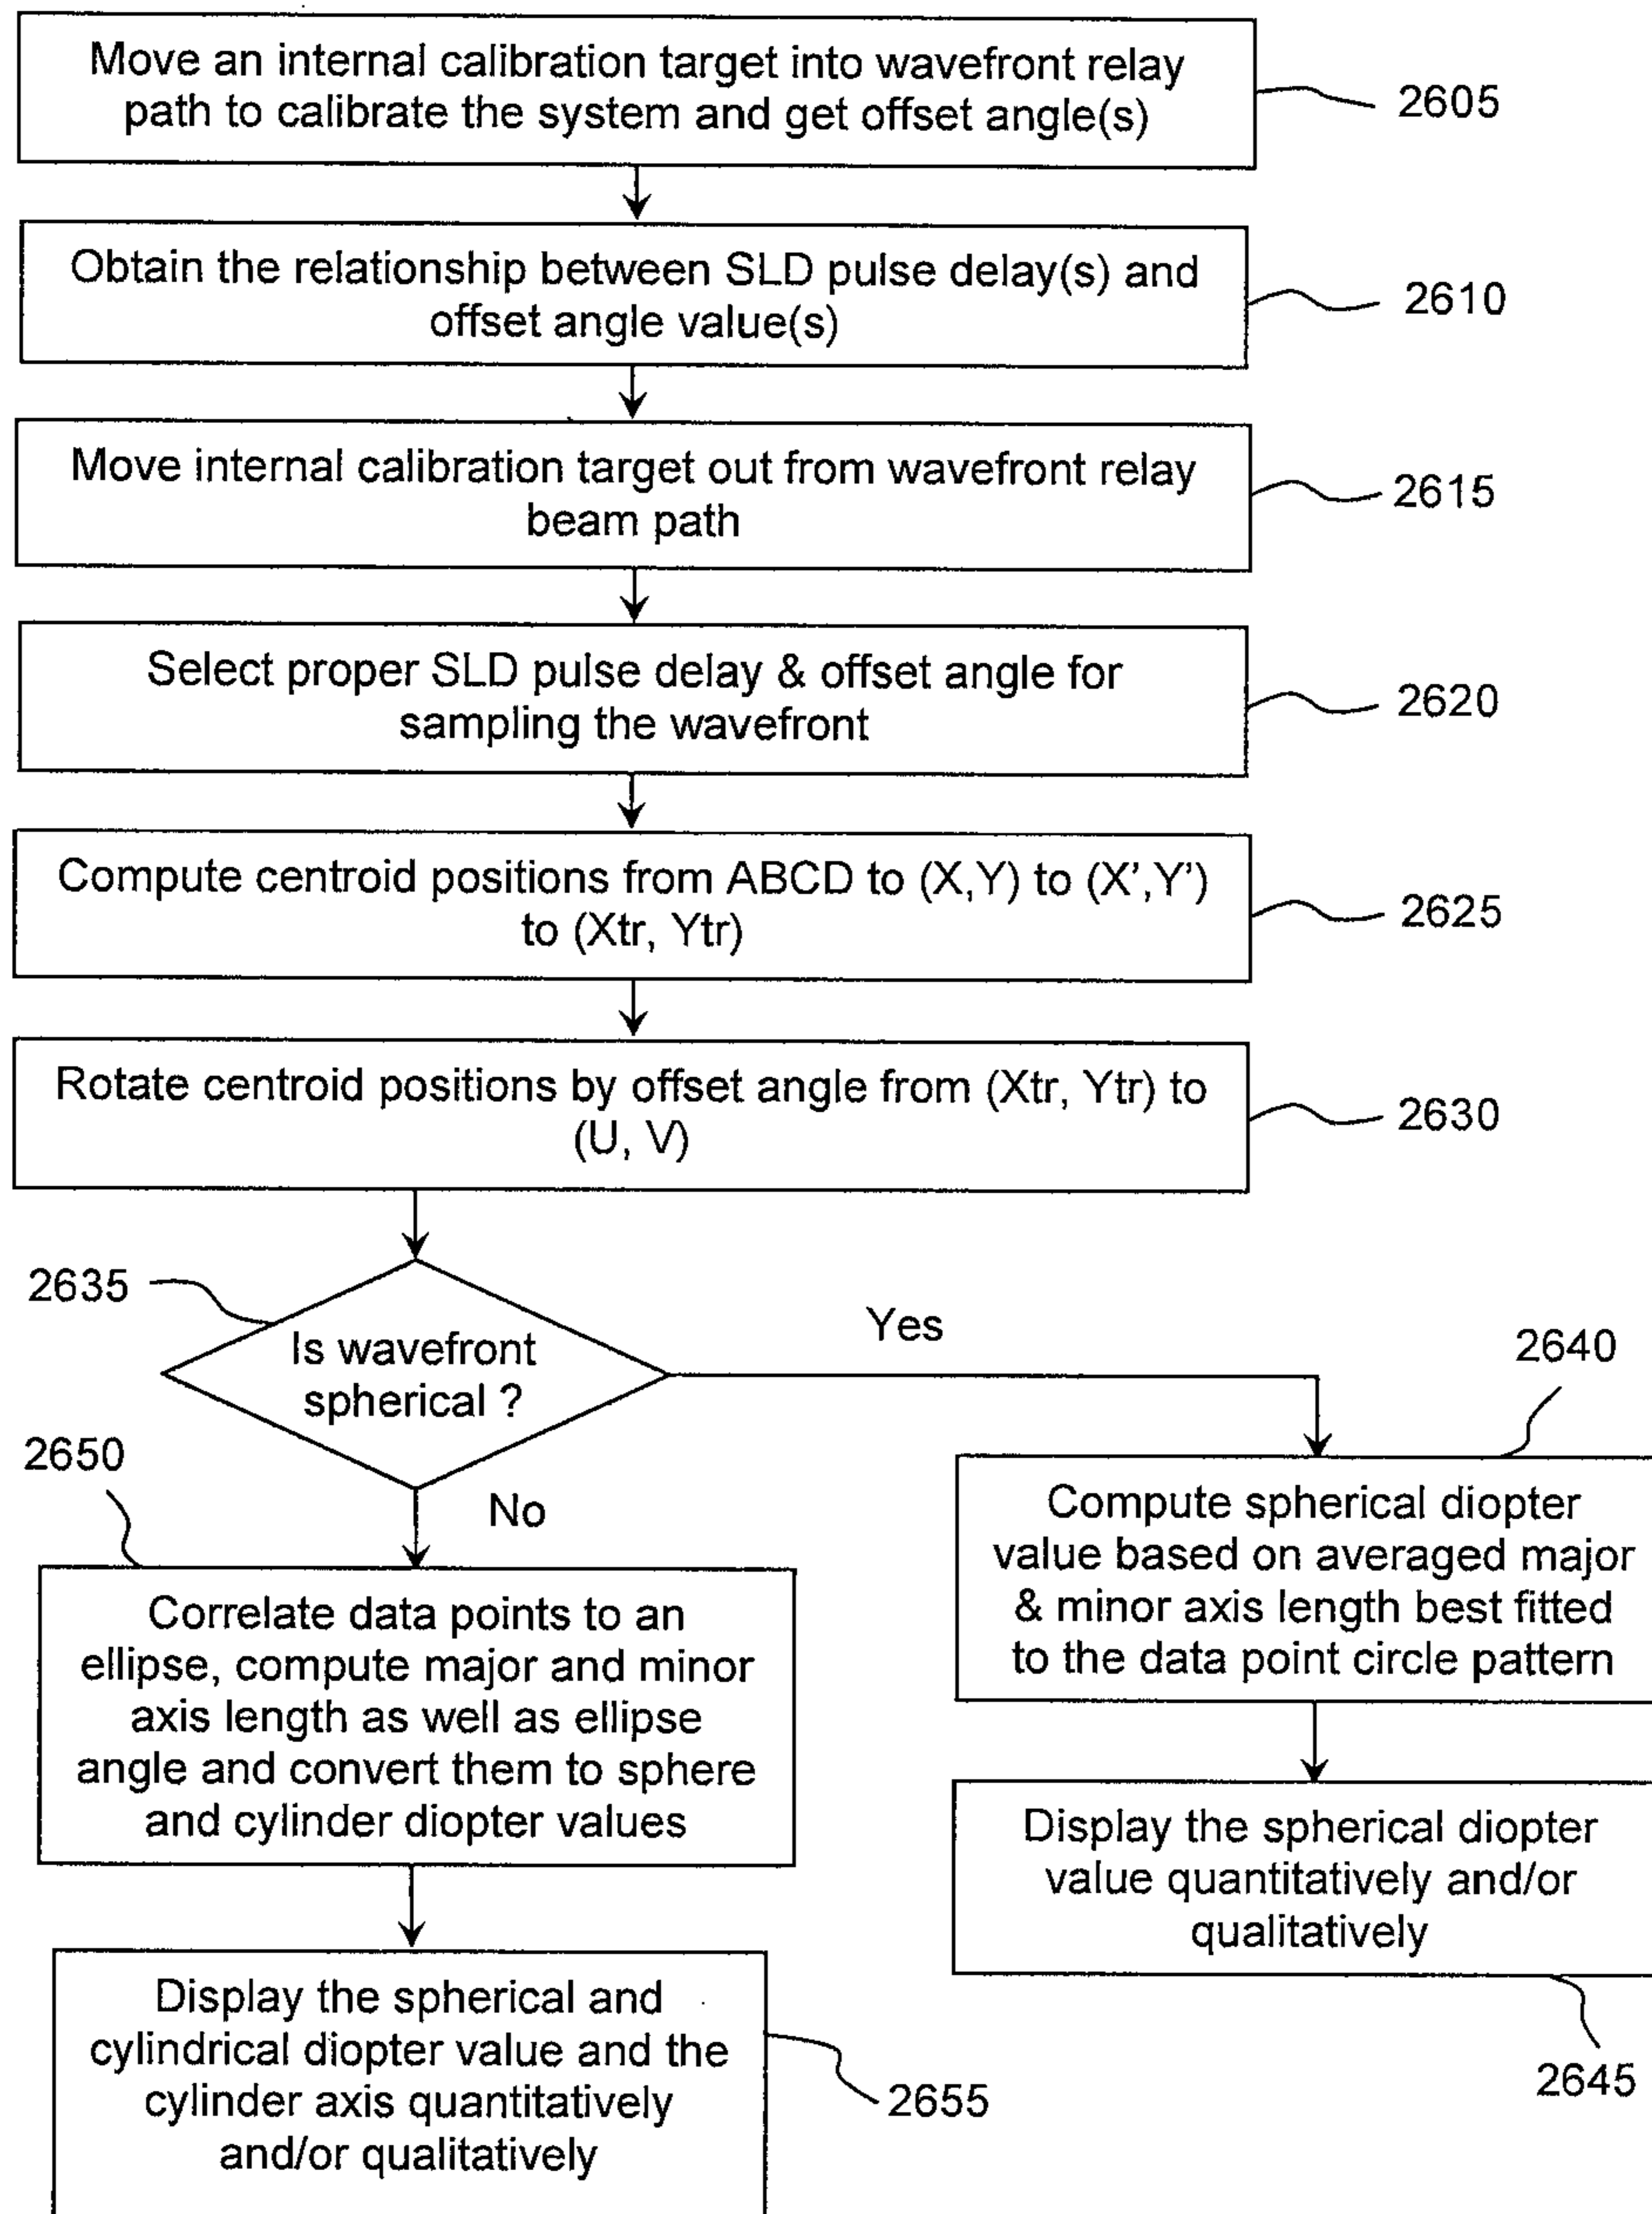 Move an internal calibration target into wavefront relay
path to calibrate the system and get offset angle(s)
2605
Obtain the relationship between SLD pulse delay(s) and
offset angle value(s)
2610
Move internal calibration target out from wavefront relay
beam path
2615
Select proper SLD pulse delay & offset angle for
sampling the wavefront
2620
Compute centroid positions from ABCD to (X,Y) to (X',Y')
to (Xtr, Ytr)
2625
Rotate centroid positions by offset angle from (Xtr, Ytr) to
(U, V)
2630
2635
Is wavefront
spherical ?
Yes
No
2640
Compute spherical diopter
value based on averaged major
& minor axis length best fitted
to the data point circle pattern
2650
Correlate data points to an
ellipse, compute major and minor
axis length as well as ellipse
angle and convert them to sphere
and cylinder diopter values
Display the spherical diopter
value quantitatively and/or
qualitatively
2645
Display the spherical and
cylindrical diopter value and the
cylinder axis quantitatively
and/or qualitatively
2655